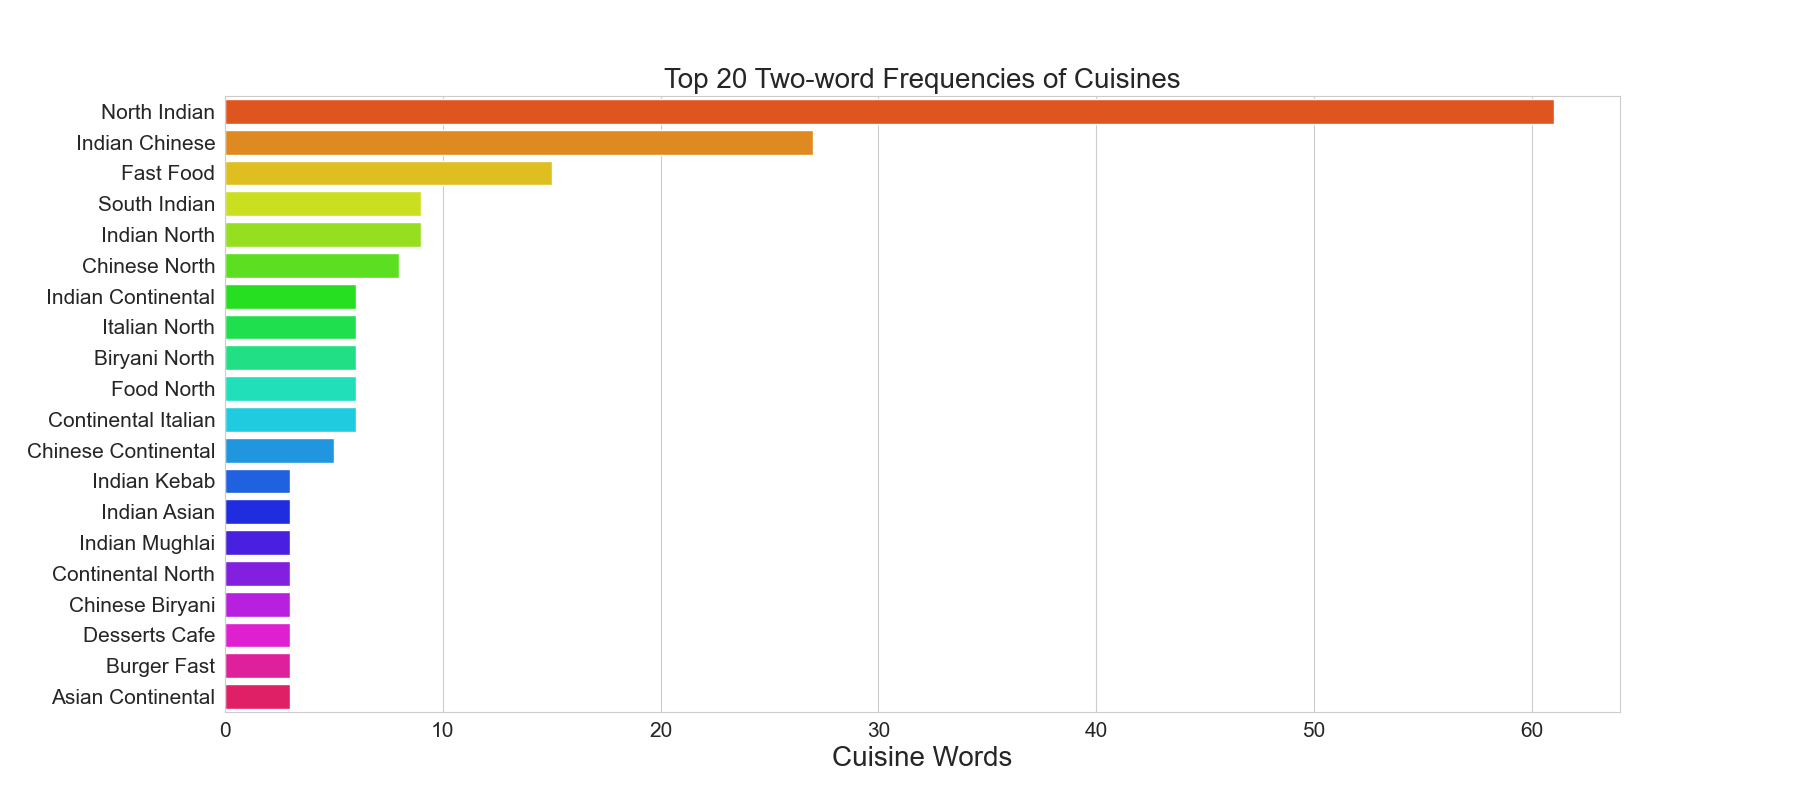 Top 20 Two-word Frequencies of Cuisines
North Indian
Indian Chinese
Fast Food
South Indian
Indian North
Chinese North
Indian Continental
Italian North
Biryani North
Food North
Continental Italian
Chinese Continental
Indian Kebab
Indian Asian
Indian Mughlai
Continental North
Chinese Biryani
Desserts Cafe
Burger Fast
Asian Continental
0 10 20 30 40 50 60
Cuisine Words